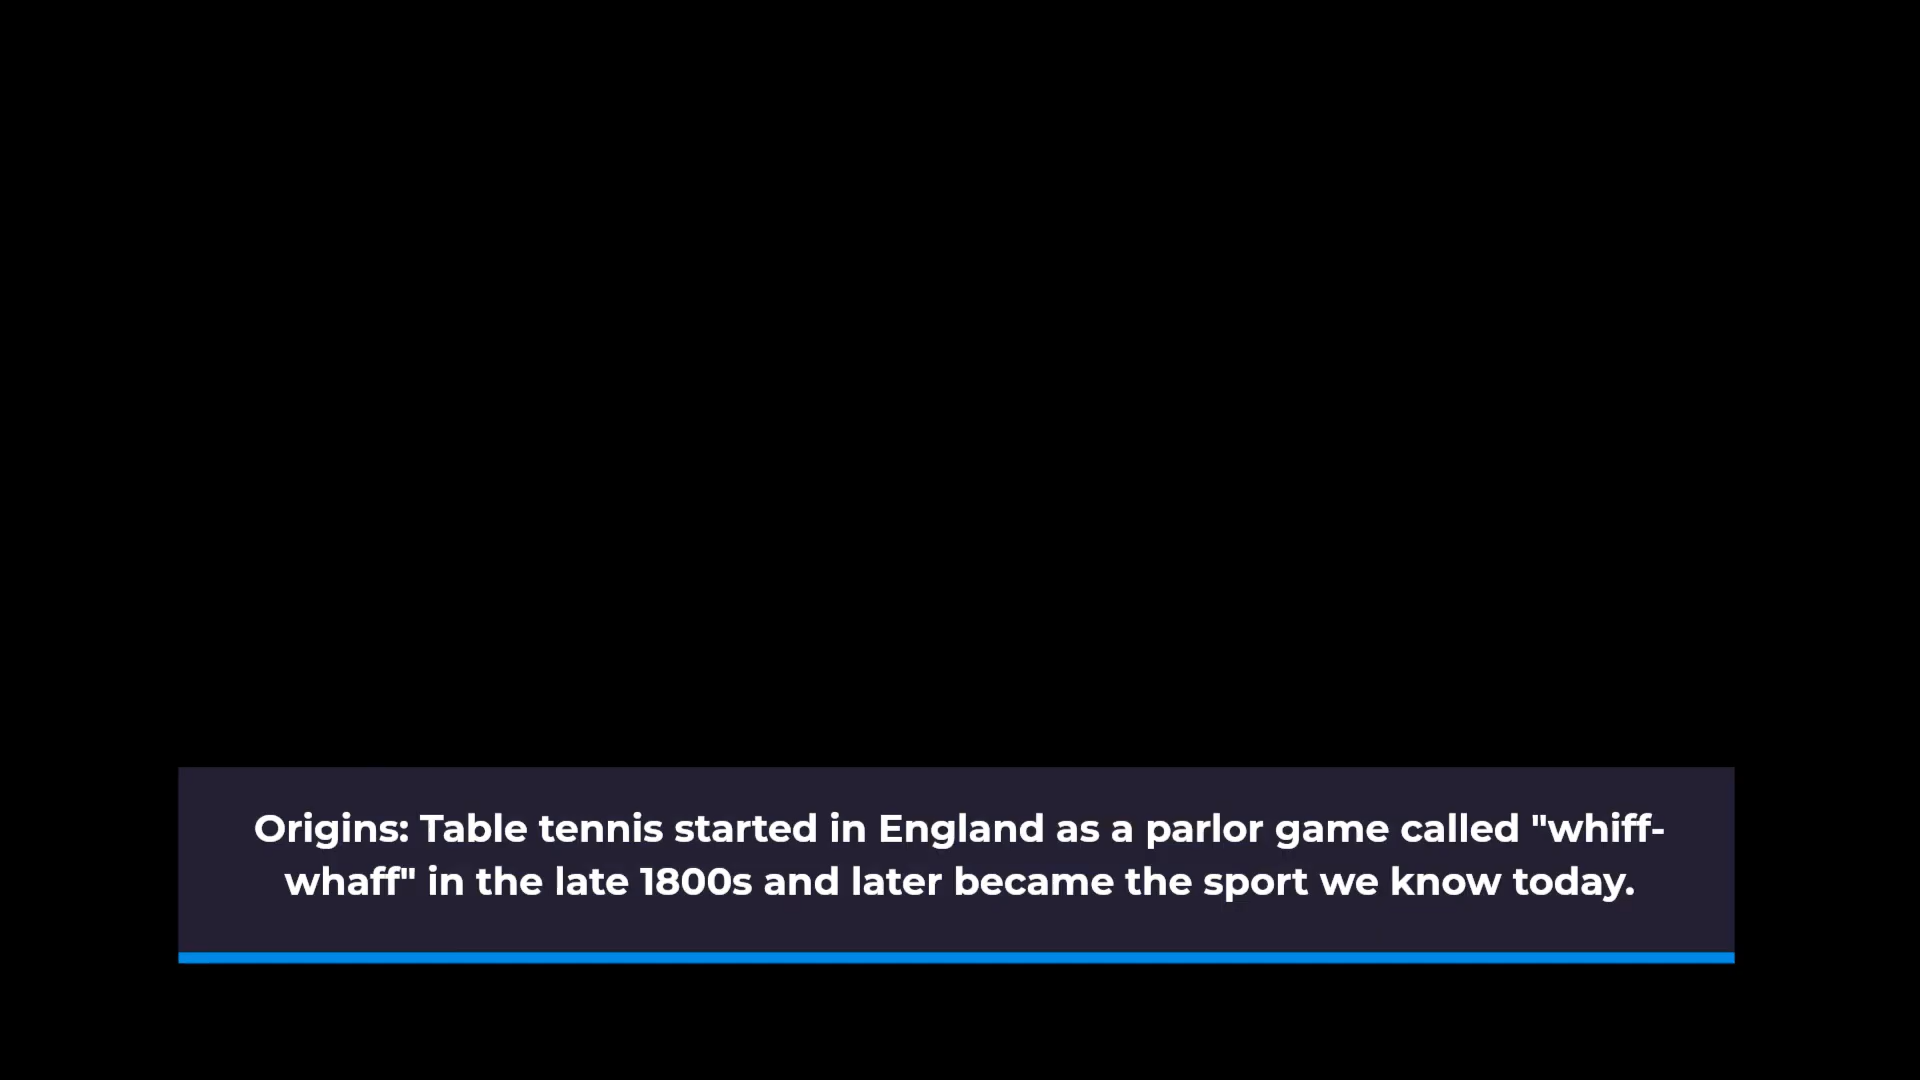 Origins: Table tennis started in England as a parlor game called "whiff-
whaff" in the late 1800s and later became the sport we know today.